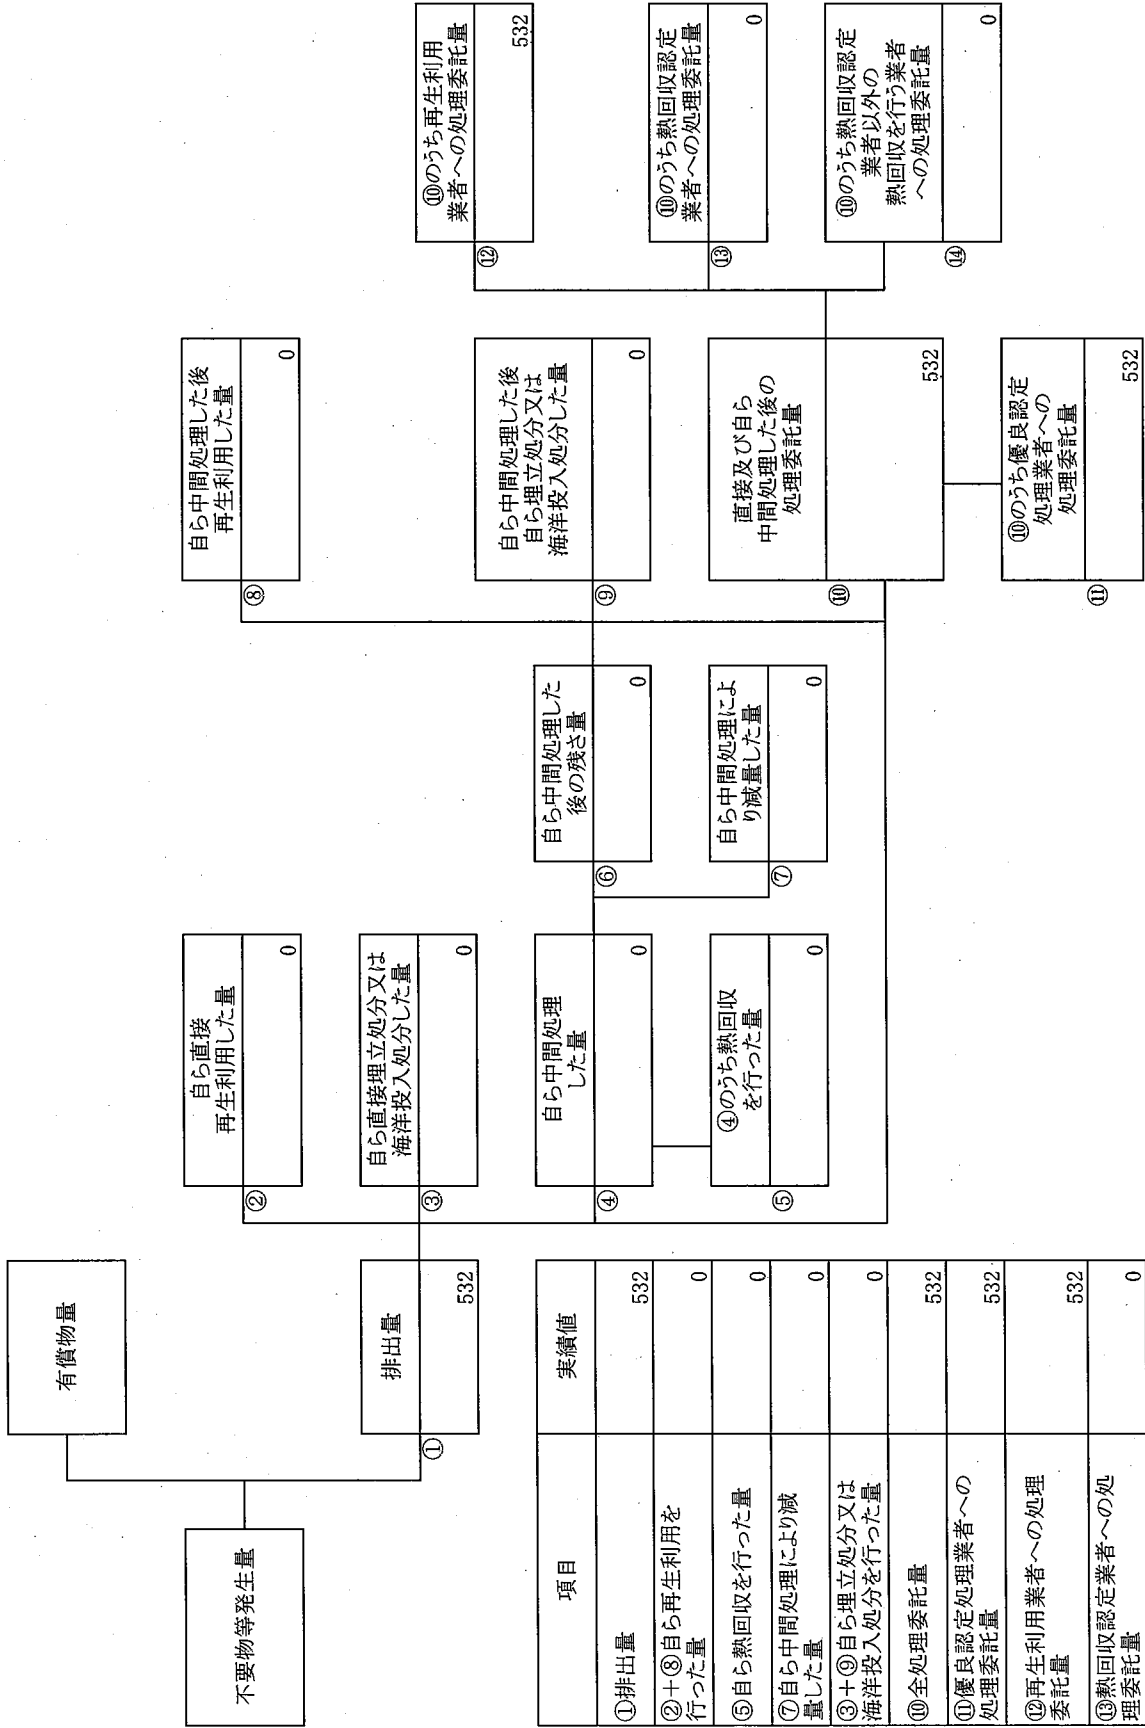 有償物量
不要物等発生量
排出量
①
532
自ら直接
再生利用した量
②
0
自ら直接埋立処分又は
海洋投入処分した量
③
0
自ら中間処理
した量
④
0
④のうち熱回収
を行った量
⑤
0
自ら中間処理した
後の残さ量
⑥
0
自ら中間処理によ
り減量した量
⑦
0
自ら中間処理した後
再生利用した量
⑧
0
自ら中間処理した後
自ら埋立処分又は
海洋投入処分した量
⑨
0
直接及び自ら
中間処理した後の
処理委託量
⑩
532
⑩のうち優良認定
処理業者への
処理委託量
⑪
532
⑩のうち再生利用
業者への処理委託量
⑫
532
⑩のうち熱回収認定
業者への処理委託量
⑬
0
⑩のうち熱回収認定
業者以外の
熱回収を行う業者
への処理委託量
⑭
0
項目 実績値
①排出量 532
②+⑧自ら再生利用を
行った量 0
⑤自ら熱回収を行った量 0
⑦自ら中間処理により減
量した量 0
③+⑨自ら埋立処分又は
海洋投入処分を行った量 0
⑩全処理委託量 532
⑪優良認定処理業者への
処理委託量 532
⑫再生利用業者への処理
委託量 532
⑬熱回収認定業者への処
理委託量 0